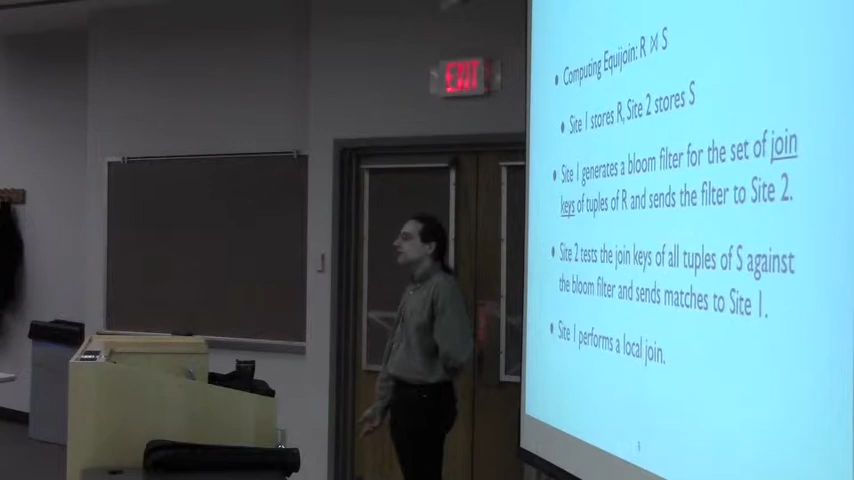 EXIT
• Computing Equijoin: R ⋈ S
• Site 1 stores R, Site 2 stores S
• Site 1 generates a bloom filter for the set of join
keys of tuples of R and sends the filter to Site 2.
• Site 2 tests the join keys of all tuples of S against
the bloom filter and sends matches to Site 1.
• Site 1 performs a local join.